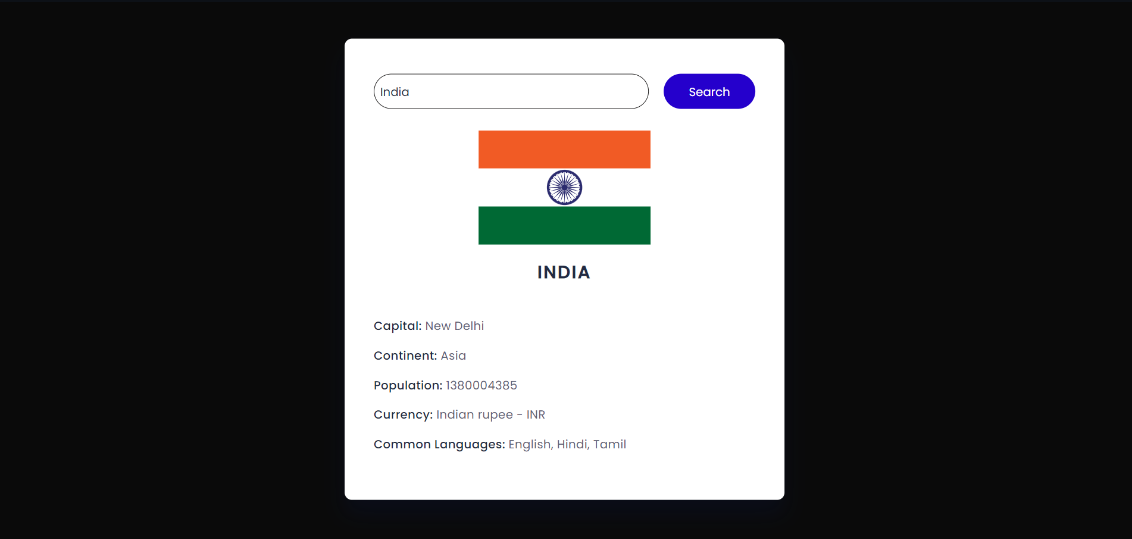 India
Search
INDIA
Capital: New Delhi
Continent: Asia
Population: 1380004385
Currency: Indian rupee - INR
Common Languages: English, Hindi, Tamil